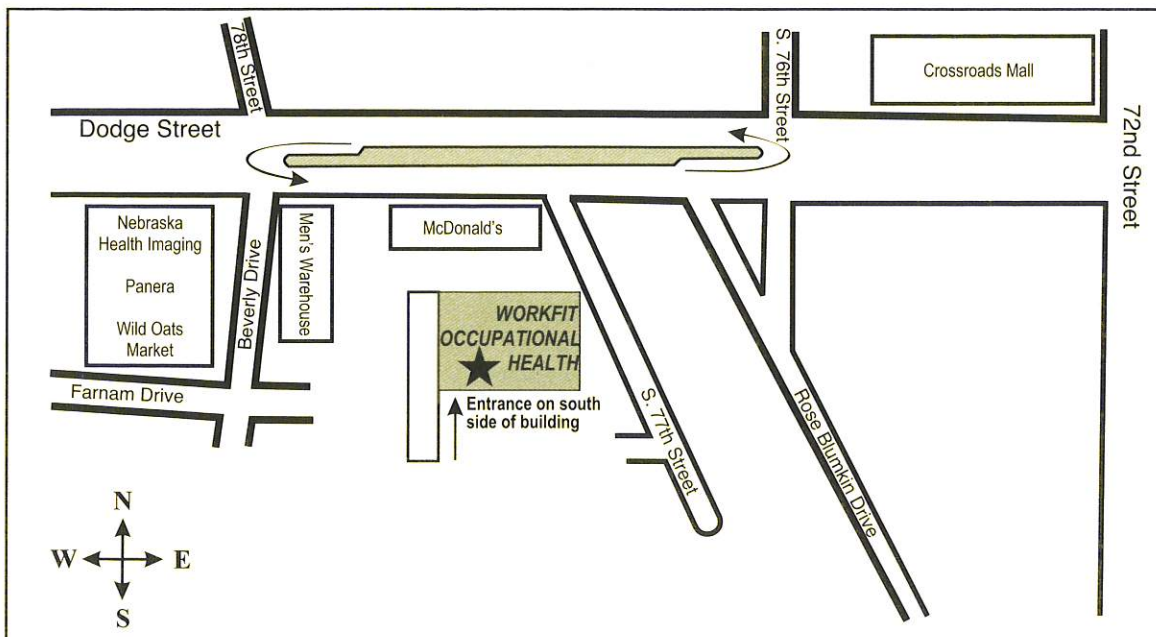 78th Street
S. 76th Street
Crossroads Mall
Dodge Street
72nd Street
Nebraska
Health Imaging
Panera
Wild Oats
Market
Beverly Drive
Men's Warehouse
McDonald's
WORKFIT
OCCUPATIONAL
HEALTH
Farnam Drive
Entrance on south
side of building
S. 77th Street
Rose Blumkin Drive
N
W E
S